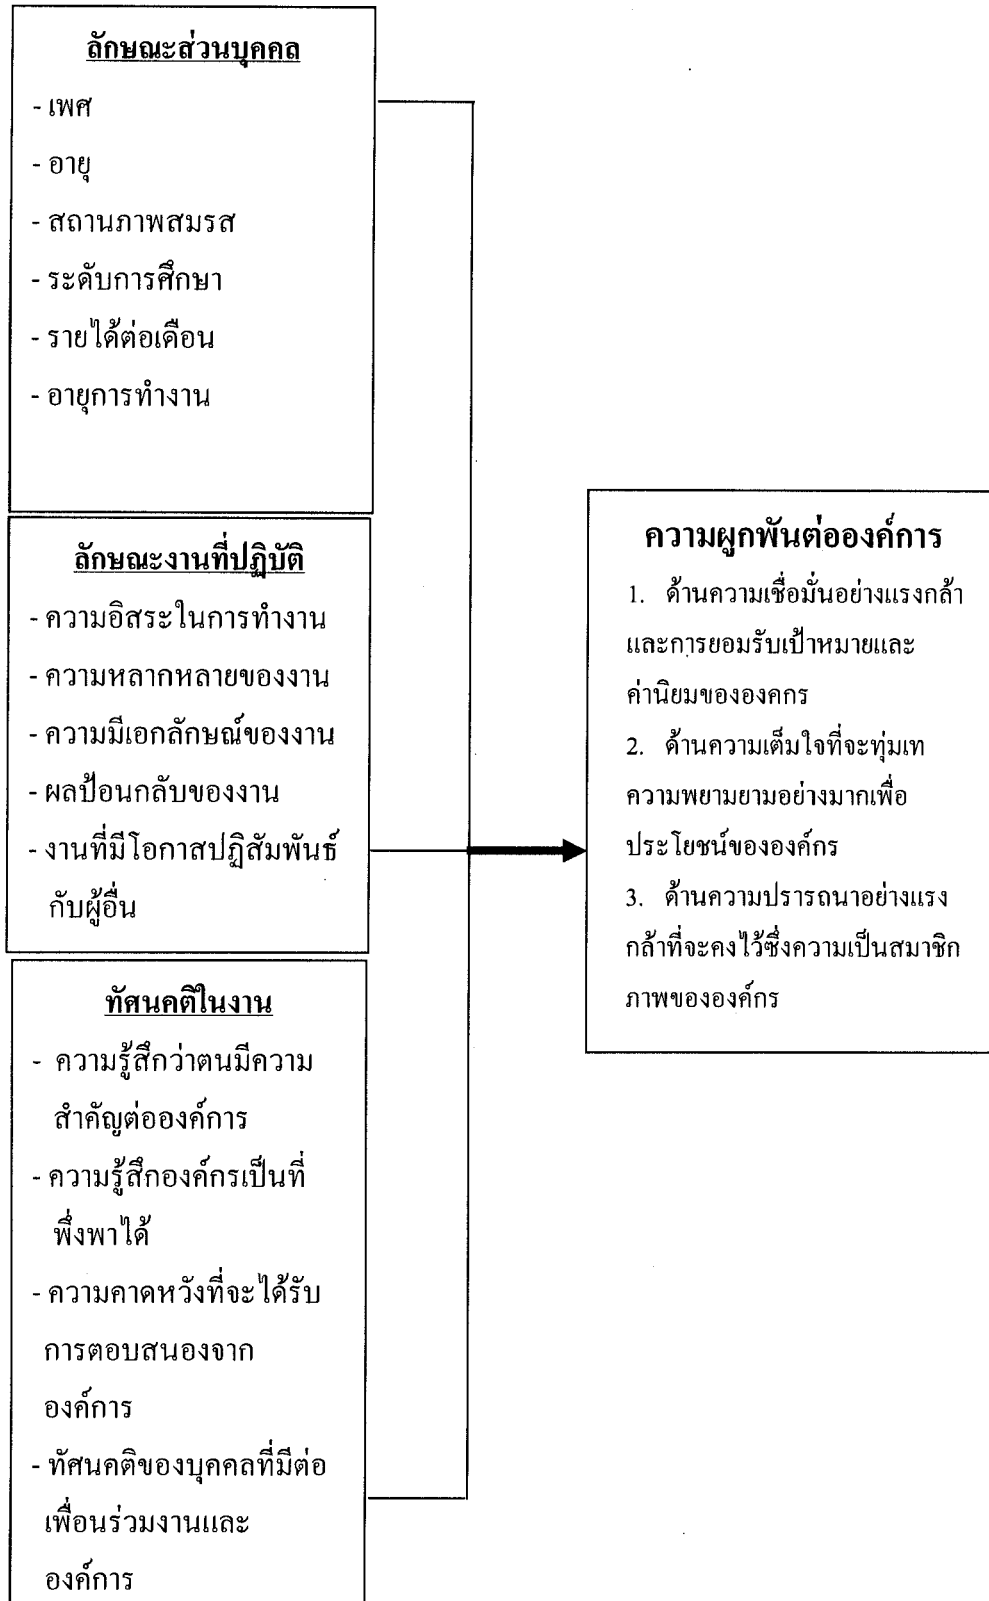 ลักษณะส่วนบุคคล
- เพศ
- อายุ
- สถานภาพสมรส
- ระดับการศึกษา
- รายได้ต่อเดือน
- อายุการทำงาน
ลักษณะงานที่ปฏิบัติ
- ความอิสระในการทำงาน
- ความหลากหลายของงาน
- ความมีเอกลักษณ์ของงาน
- ผลป้อนกลับของงาน
- งานที่มีโอกาสปฏิสัมพันธ์
กับผู้อื่น
ทัศนคติในงาน
- ความรู้สึกว่าตนมีความ
สำคัญต่อองค์การ
- ความรู้สึกองค์กรเป็นที่
พึ่งพาได้
- ความคาดหวังที่จะได้รับ
การตอบสนองจาก
องค์การ
- ทัศนคติของบุคคลที่มีต่อ
เพื่อนร่วมงานและ
องค์การ
ความผูกพันต่อองค์การ
1. ด้านความเชื่อมั่นอย่างแรงกล้า
และการยอมรับเป้าหมายและ
ค่านิยมขององคกร
2. ด้านความเต็มใจที่จะทุ่มเท
ความพยามยามอย่างมากเพื่อ
ประโยชน์ขององค์กร
3. ด้านความปรารถนาอย่างแรง
กล้าที่จะคงไว้ซึ่งความเป็นสมาชิก
ภาพขององค์กร